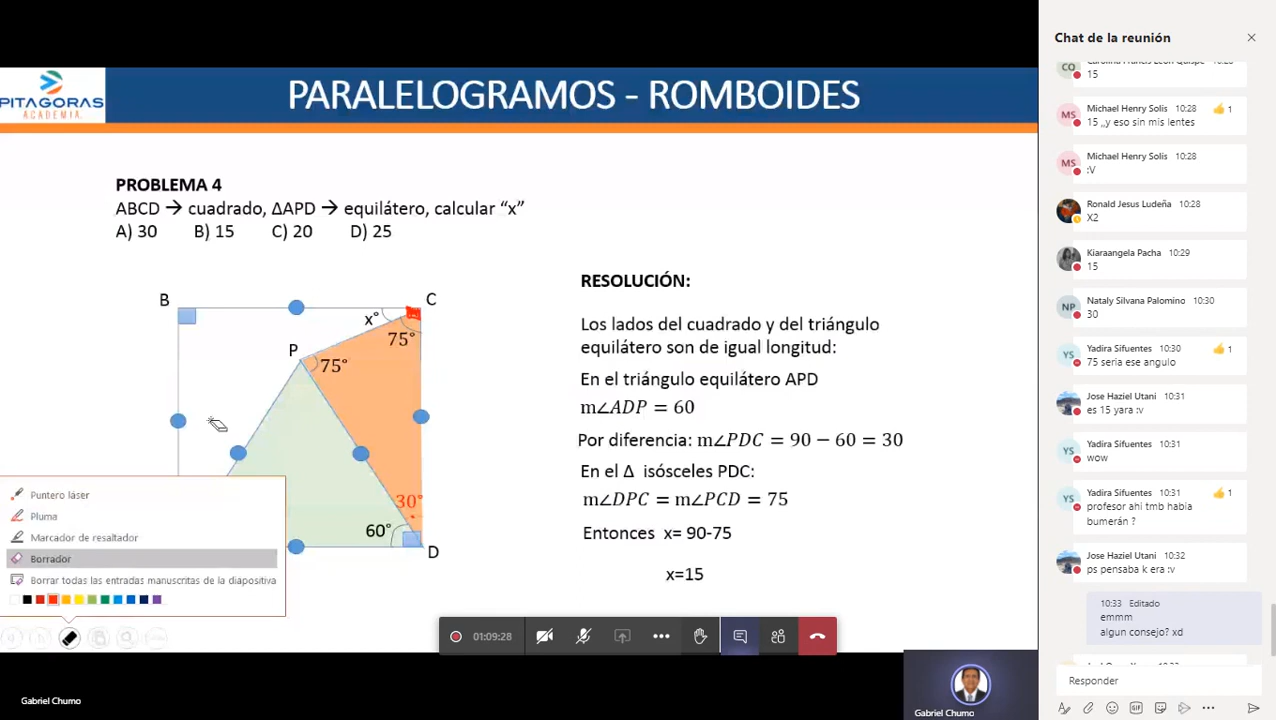 PITAGORAS
ACADEMIA
PARALELOGRAMOS - ROMBOIDES
PROBLEMA 4
ABCD → cuadrado, ΔAPD → equilátero, calcular “x”
A) 30 B) 15 C) 20 D) 25
B
C
x°
75°
P
75°
30°
60°
D
RESOLUCIÓN:
Los lados del cuadrado y del triángulo
equilátero son de igual longitud:
En el triángulo equilátero APD
m∠ADP = 60
Por diferencia: m∠PDC = 90 − 60 = 30
En el Δ isósceles PDC:
m∠DPC = m∠PCD = 75
Entonces x= 90-75
x=15
Puntero láser
Pluma
Marcador de resaltador
Borrador
Borrar todas las entradas manuscritas de la diapositiva
01:09:28
Gabriel Chumo
Gabriel Chumo
Chat de la reunión
CQ
15
MS
Michael Henry Solis 10:28
1
15 ,,y eso sin mis lentes
MS
Michael Henry Solis 10:28
:V
Ronald Jesus Ludeña 10:28
X2
Kiaraangela Pacha 10:29
15
NP
Nataly Silvana Palomino 10:30
30
YS
Yadira Sifuentes 10:30
1
75 seria ese angulo
Jose Haziel Utani 10:31
es 15 yara :v
YS
Yadira Sifuentes 10:31
wow
YS
Yadira Sifuentes 10:31
1
profesor ahi tmb habia
bumerán ?
Jose Haziel Utani 10:32
ps pensaba k era :v
10:33 Editado
emmm
algun consejo? xd
Responder